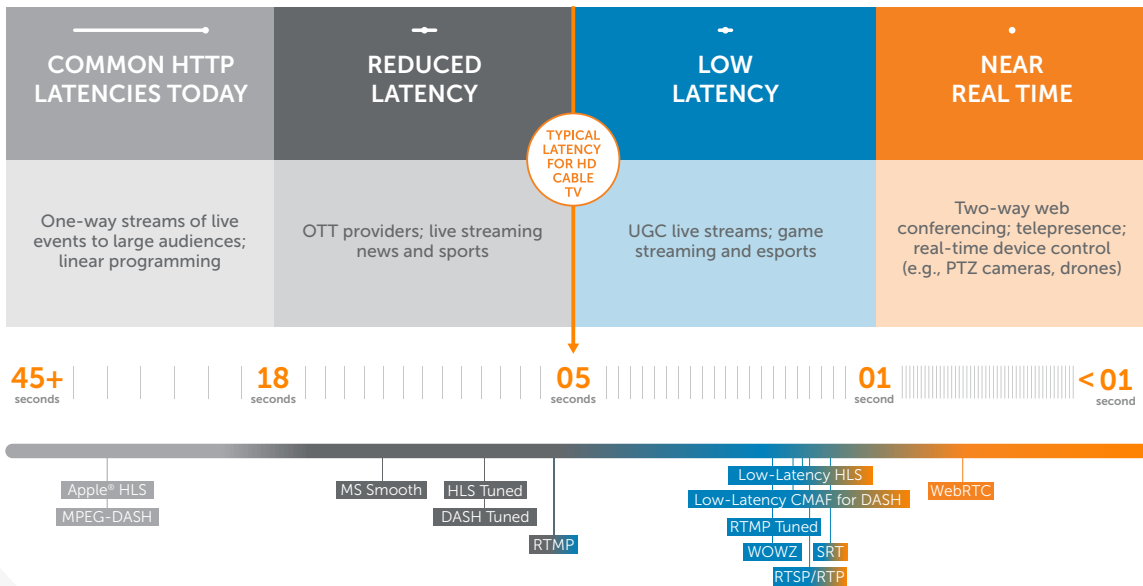 COMMON HTTP
LATENCIES TODAY
REDUCED
LATENCY
LOW
LATENCY
NEAR
REAL TIME
TYPICAL
LATENCY
FOR HD
CABLE
TV
One-way streams of live
events to large audiences;
linear programming
OTT providers; live streaming
news and sports
UGC live streams; game
streaming and esports
Two-way web
conferencing; telepresence;
real-time device control
(e.g., PTZ cameras, drones)
45+
seconds
18
seconds
05
seconds
01
second
< 01
second
Apple® HLS
MPEG-DASH
MS Smooth
HLS Tuned
DASH Tuned
RTMP
Low-Latency HLS
Low-Latency CMAF for DASH
RTMP Tuned
WOWZ
SRT
RTSP/RTP
WebRTC